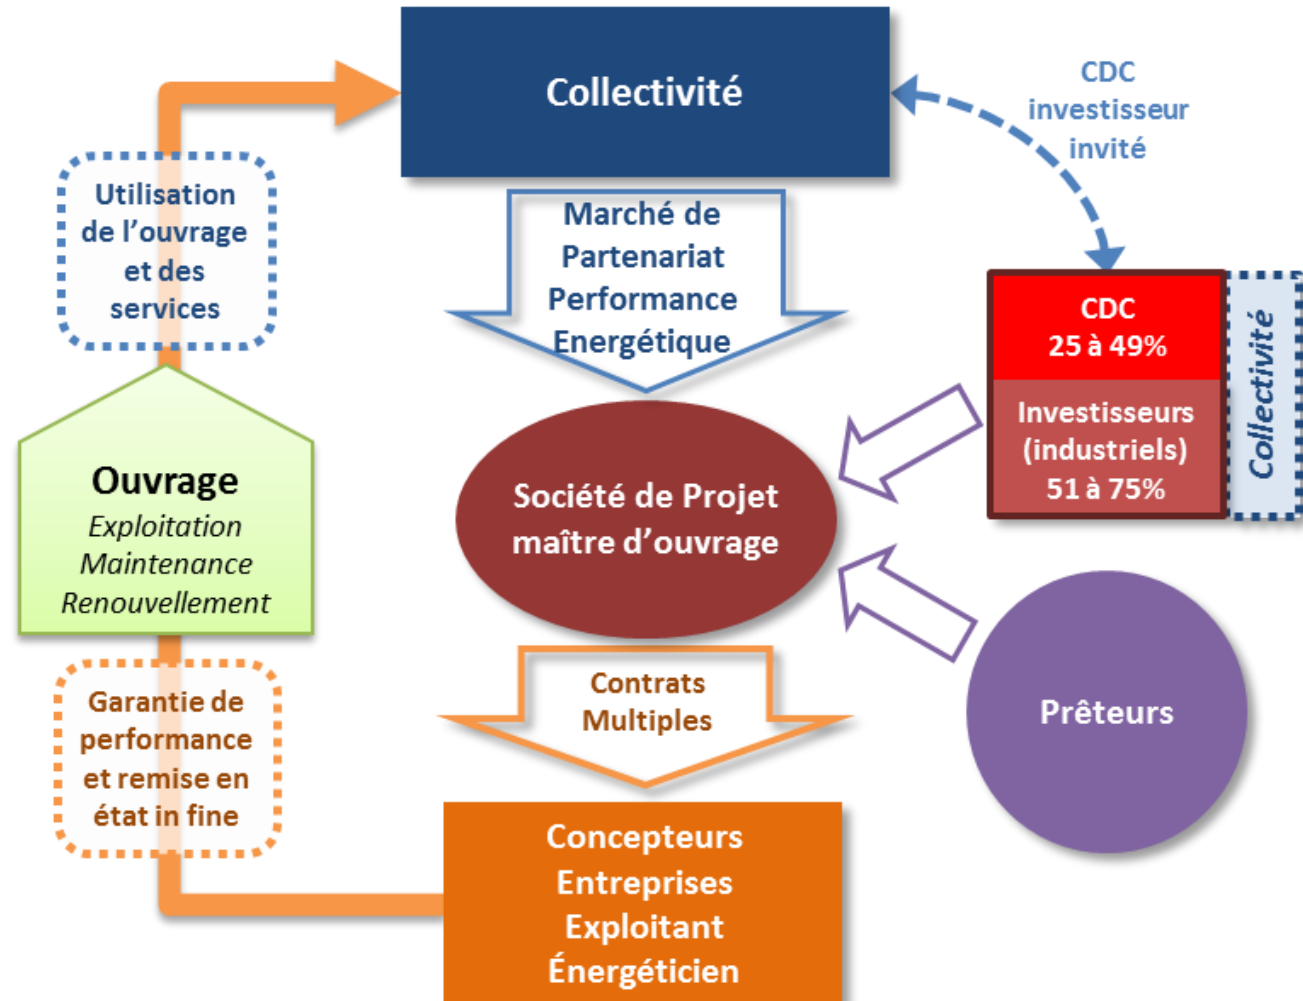 Collectivité
CDC
investisseur
invité
Utilisation
de l'ouvrage
et des
services
Marché de
Partenariat
Performance
Energétique
CDC
25 à 49%
Investisseurs
(industriels)
51 à 75%
Collectivité
Ouvrage
Exploitation
Maintenance
Renouvellement
Société de Projet
maître d'ouvrage
Garantie de
performance
et remise en
état in fine
Contrats
Multiples
Prêteurs
Concepteurs
Entreprises
Exploitant
Énergéticien